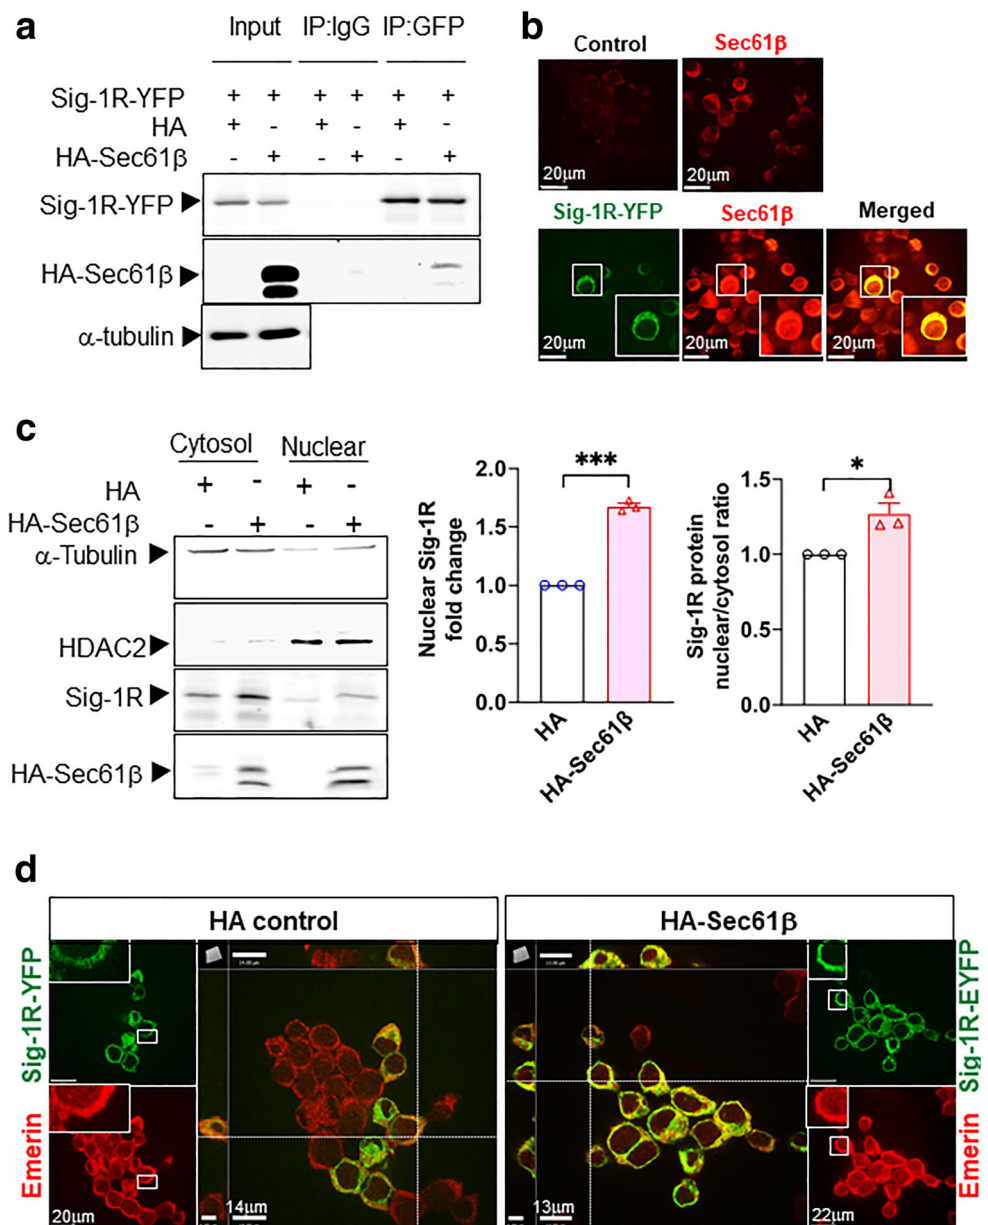 a
Input IP:IgG IP:GFP
Sig-1R-YFP + + + + + +
HA + - + - + -
HA-Sec61β - + - + - +
Sig-1R-YFP
HA-Sec61β
α-tubulin
b
Control Sec61β
20μm 20μm
Sig-1R-YFP Sec61β Merged
20μm 20μm 20μm
c
Cytosol Nuclear
HA + - + -
HA-Sec61β - + - +
α-Tubulin
HDAC2
Sig-1R
HA-Sec61β
Nuclear Sig-1R
fold change
2.0
1.5
1.0
0.5
0.0
***
HA
HA-Sec61β
Sig-1R protein
nuclear/cytosol ratio
1.5
1.0
0.5
0.0
*
HA
HA-Sec61β
d
HA control HA-Sec61β
Sig-1R-YFP
Emerin
20μm
14μm
13μm
22μm
Sig-1R-EYFP
Emerin